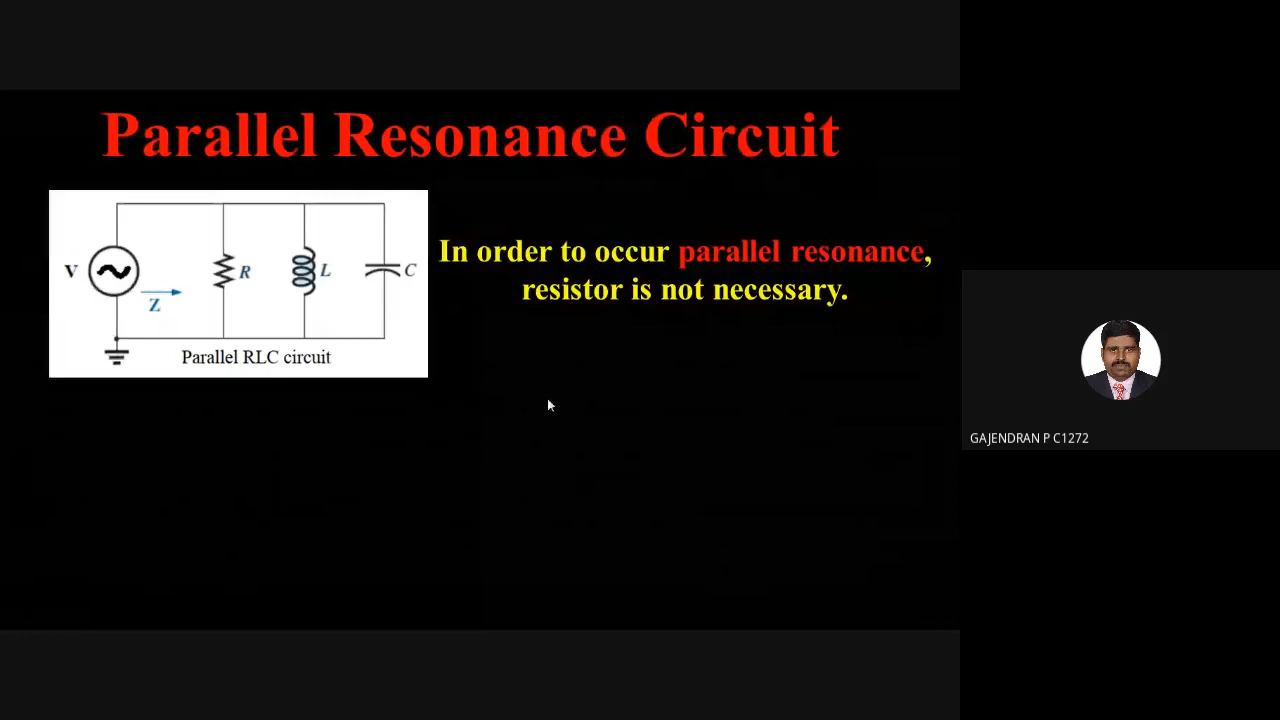 Parallel Resonance Circuit
V
Z
R
L
C
Parallel RLC circuit
In order to occur parallel resonance,
resistor is not necessary.
GAJENDRAN P C1272